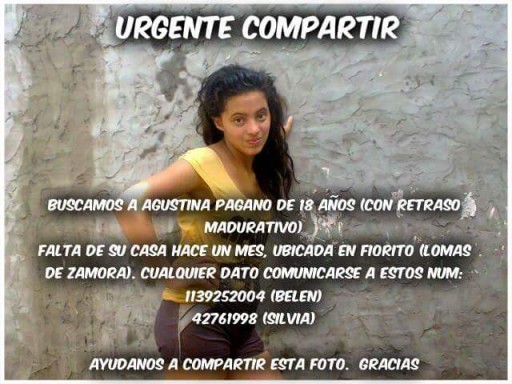 URGENTE COMPARTIR
BUSCAMOS A AGUSTINA PAGANO DE 18 AÑOS (CON RETRASO
MADURATIVO)
FALTA DE SU CASA HACE UN MES, UBICADA EN FIORITO (LOMAS
DE ZAMORA). CUALQUIER DATO COMUNICARSE A ESTOS NUM:
1139252004 (BELEN)
42761998 (SILVIA)
AYUDANOS A COMPARTIR ESTA FOTO. GRACIAS